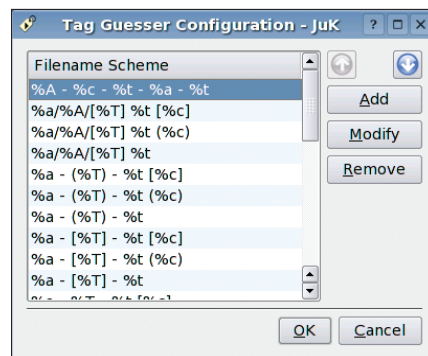 Tag Guesser Configuration - JuK
Filename Scheme
%A - %c - %t - %a - %t
%a/%A/[%T] %t [%c]
%a/%A/[%T] %t (%c)
%a/%A/[%T] %t
%a - (%T) - %t [%c]
%a - (%T) - %t (%c)
%a - (%T) - %t
%a - [%T] - %t [%c]
%a - [%T] - %t (%c)
%a - [%T] - %t
Add
Modify
Remove
OK
Cancel